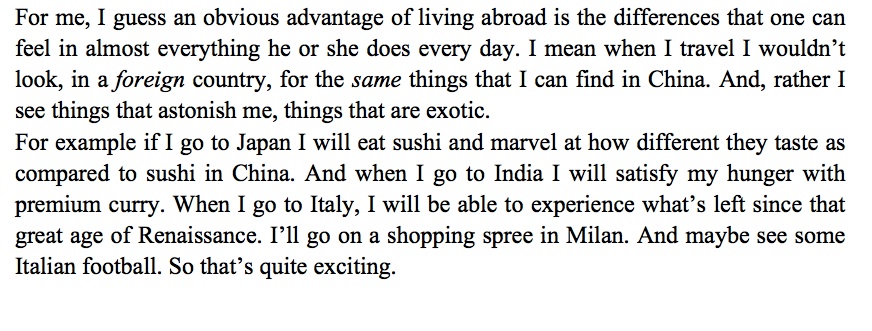 For me, I guess an obvious advantage of living abroad is the differences that one can
feel in almost everything he or she does every day. I mean when I travel I wouldn’t
look, in a foreign country, for the same things that I can find in China. And, rather I
see things that astonish me, things that are exotic.
For example if I go to Japan I will eat sushi and marvel at how different they taste as
compared to sushi in China. And when I go to India I will satisfy my hunger with
premium curry. When I go to Italy, I will be able to experience what’s left since that
great age of Renaissance. I’ll go on a shopping spree in Milan. And maybe see some
Italian football. So that’s quite exciting.